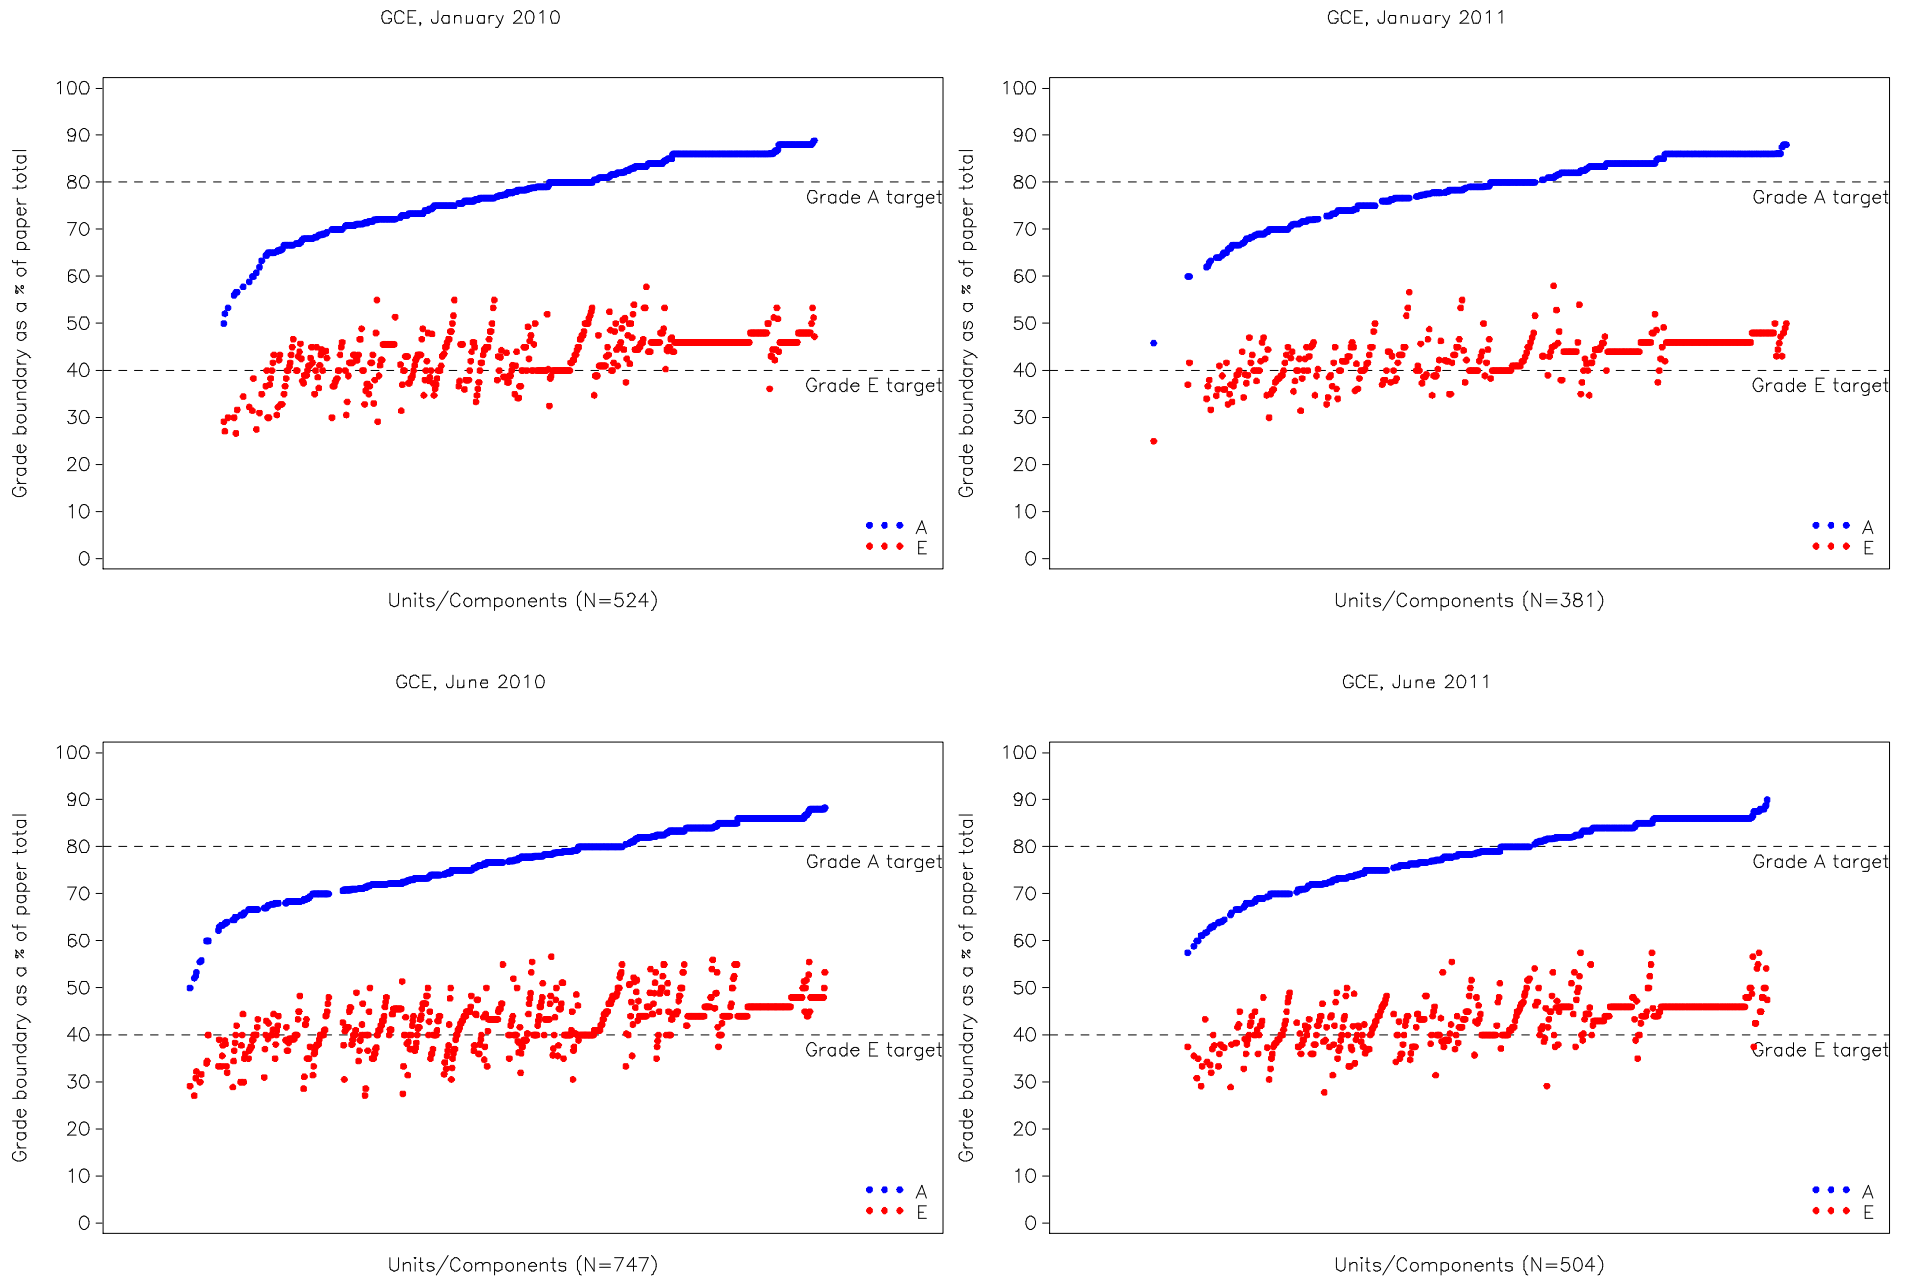 GCE, January 2010
Grade boundary as a % of paper total
100
90
80
70
60
50
40
30
20
10
0
Grade A target
Grade E target
A
E
Units/Components (N=524)
GCE, January 2011
Grade boundary as a % of paper total
100
90
80
70
60
50
40
30
20
10
0
Grade A target
Grade E target
A
E
Units/Components (N=381)
GCE, June 2010
Grade boundary as a % of paper total
100
90
80
70
60
50
40
30
20
10
0
Grade A target
Grade E target
A
E
Units/Components (N=747)
GCE, June 2011
Grade boundary as a % of paper total
100
90
80
70
60
50
40
30
20
10
0
Grade A target
Grade E target
A
E
Units/Components (N=504)